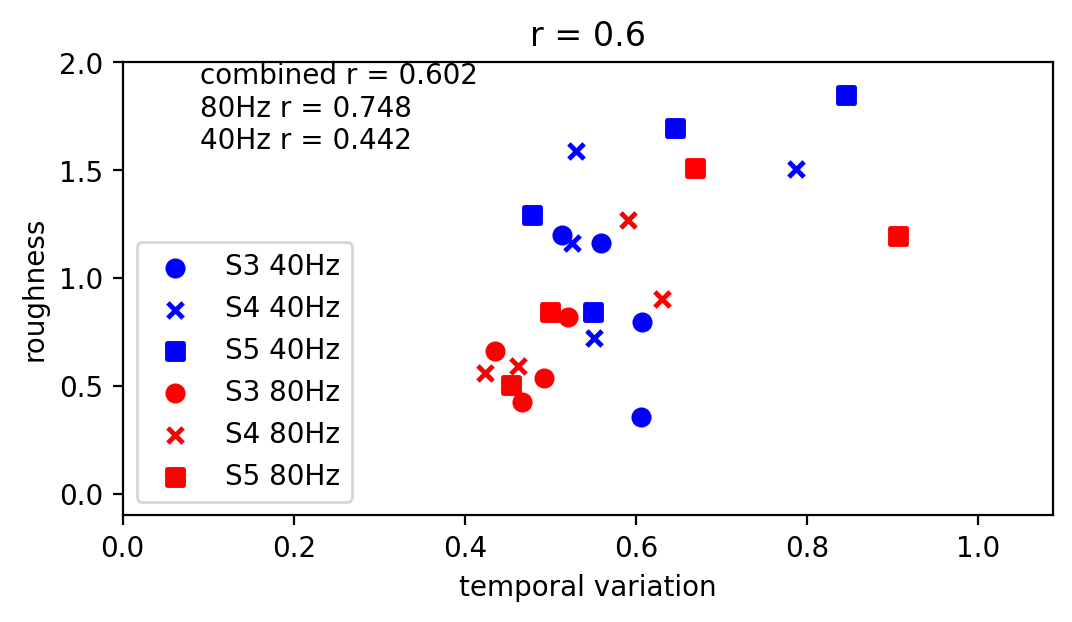 r = 0.6
combined r = 0.602
80Hz r = 0.748
40Hz r = 0.442
2.0
1.5
1.0
0.5
0.0
roughness
S3 40Hz
S4 40Hz
S5 40Hz
S3 80Hz
S4 80Hz
S5 80Hz
0.0 0.2 0.4 0.6 0.8 1.0
temporal variation